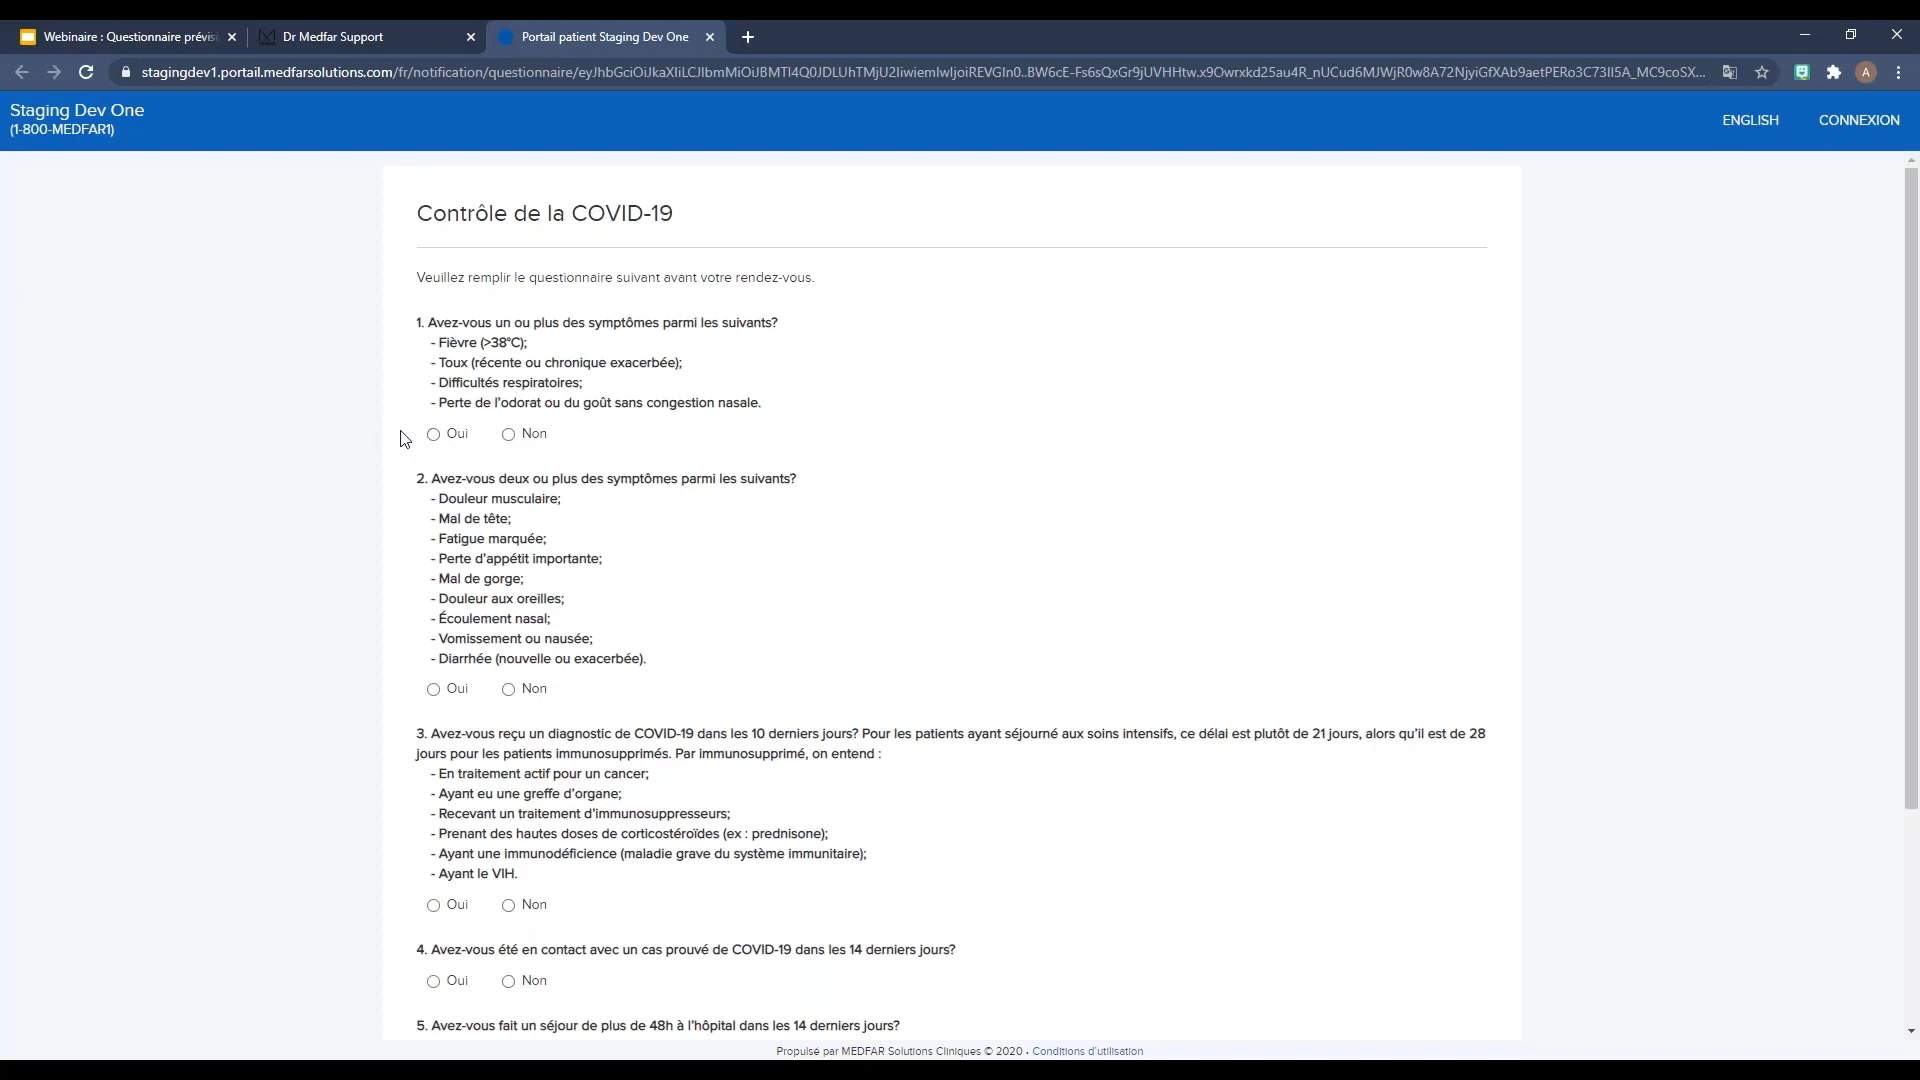 Webinaire : Questionnaire prévis
Dr Medfar Support
Portail patient Staging Dev One
stagingdev1.portail.medfarsolutions.com/fr/notification/questionnaire/
A
Staging Dev One
(1-800-MEDFAR1)
ENGLISH
CONNEXION
Contrôle de la COVID-19
Veuillez remplir le questionnaire suivant avant votre rendez-vous.
1. Avez-vous un ou plus des symptômes parmi les suivants?
- Fièvre (>38°C);
- Toux (récente ou chronique exacerbée);
- Difficultés respiratoires;
- Perte de l'odorat ou du goût sans congestion nasale.
Oui Non
2. Avez-vous deux ou plus des symptômes parmi les suivants?
- Douleur musculaire;
- Mal de tête;
- Fatigue marquée;
- Perte d'appétit importante;
- Mal de gorge;
- Douleur aux oreilles;
- Écoulement nasal;
- Vomissement ou nausée;
- Diarrhée (nouvelle ou exacerbée).
Oui Non
3. Avez-vous reçu un diagnostic de COVID-19 dans les 10 derniers jours? Pour les patients ayant séjourné aux soins intensifs, ce délai est plutôt de 21 jours, alors qu'il est de 28
jours pour les patients immunosupprimés. Par immunosupprimé, on entend :
- En traitement actif pour un cancer;
- Ayant eu une greffe d'organe;
- Recevant un traitement d'immunosuppresseurs;
- Prenant des hautes doses de corticostéroïdes (ex : prednisone);
- Ayant une immunodéficience (maladie grave du système immunitaire);
- Ayant le VIH.
Oui Non
4. Avez-vous été en contact avec un cas prouvé de COVID-19 dans les 14 derniers jours?
Oui Non
5. Avez-vous fait un séjour de plus de 48h à l'hôpital dans les 14 derniers jours?
Propulsé par MEDFAR Solutions Cliniques © 2020 • Conditions d'utilisation